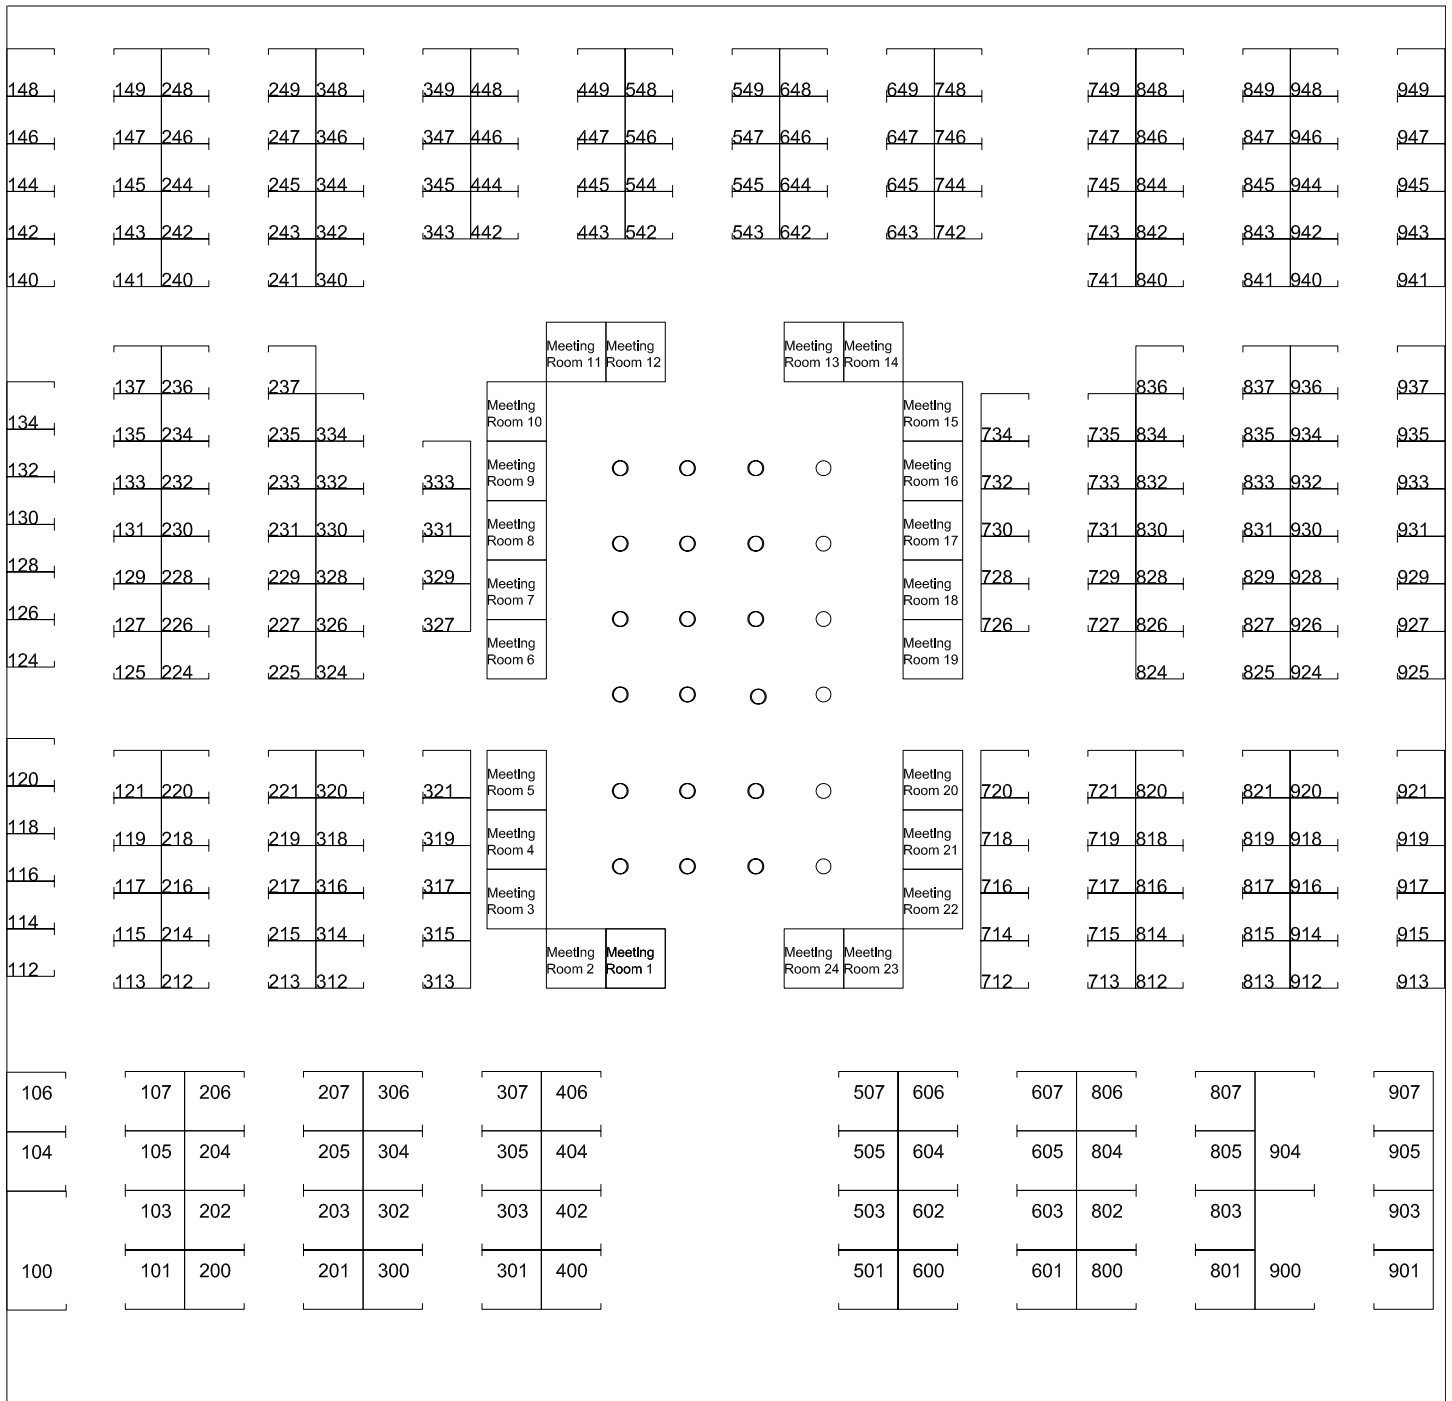 148 149 248 249 348 349 448 449 548 549 648 649 748 749 848 849 948 949
146 147 246 247 346 347 446 447 546 547 646 647 746 747 846 847 946 947
144 145 244 245 344 345 444 445 544 545 644 645 744 745 844 845 944 945
142 143 242 243 342 343 442 443 542 543 642 643 742 743 842 843 942 943
140 141 240 241 340 741 840 841 940 941
Meeting Meeting Meeting Meeting
Room 11 Room 12 Room 13 Room 14
137 236 237 836 837 936 937
Meeting Meeting
134 Room 10 Room 15
135 234 235 334 734 735 834 835 934 935
Meeting Meeting
132 Room 9 Room 16
133 232 233 332 333 732 733 832 833 932 933
Meeting Meeting
130 Room 8 Room 17
131 230 231 330 331 730 731 830 831 930 931
128 129 228 229 328 329 Meeting Meeting 728 729 828 829 928 929
Room 7 Room 18
126 127 226 227 326 327 726 727 826 827 926 927
Meeting Meeting
Room 6 Room 19
124 125 224 225 324 824 825 924 925
Meeting Meeting
120 Room 5 Room 20
121 220 221 320 321 720 721 820 821 920 921
118 Meeting Meeting
119 218 219 318 319 718 719 818 819 918 919
Room 4 Room 21
116 117 216 217 316 317 716 717 816 817 916 917
Meeting Meeting
Room 3 Room 22
114 115 214 215 314 315 714 715 814 815 914 915
Meeting Meeting Meeting Meeting
112 Room 2 Room 1 Room 24 Room 23
113 212 213 312 313 712 713 812 813 912 913
106 107 206 207 306 307 406 507 606 607 806 807 907
104 105 204 205 304 305 404 505 604 605 804 805 904 905
103 202 203 302 303 402 503 602 603 802 803 903
100 101 200 201 300 301 400 501 600 601 800 801 900 901